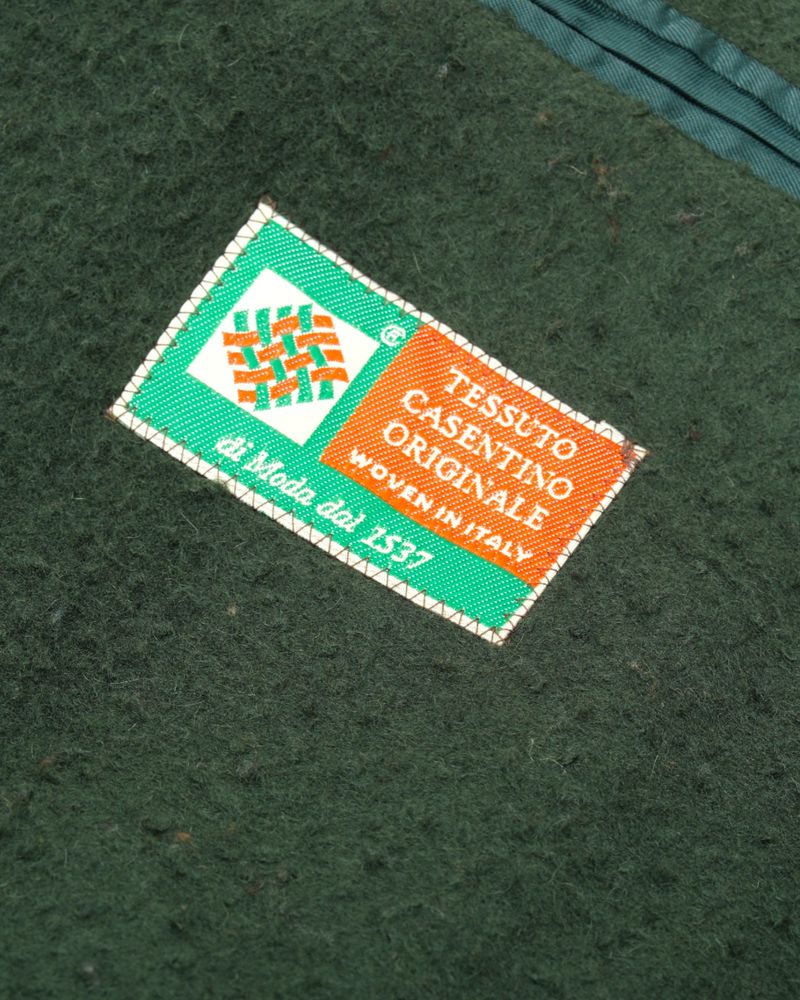 ®
TESSUTO
CASENTINO
ORIGINALE
WOVEN IN ITALY
di Moda dal 1537